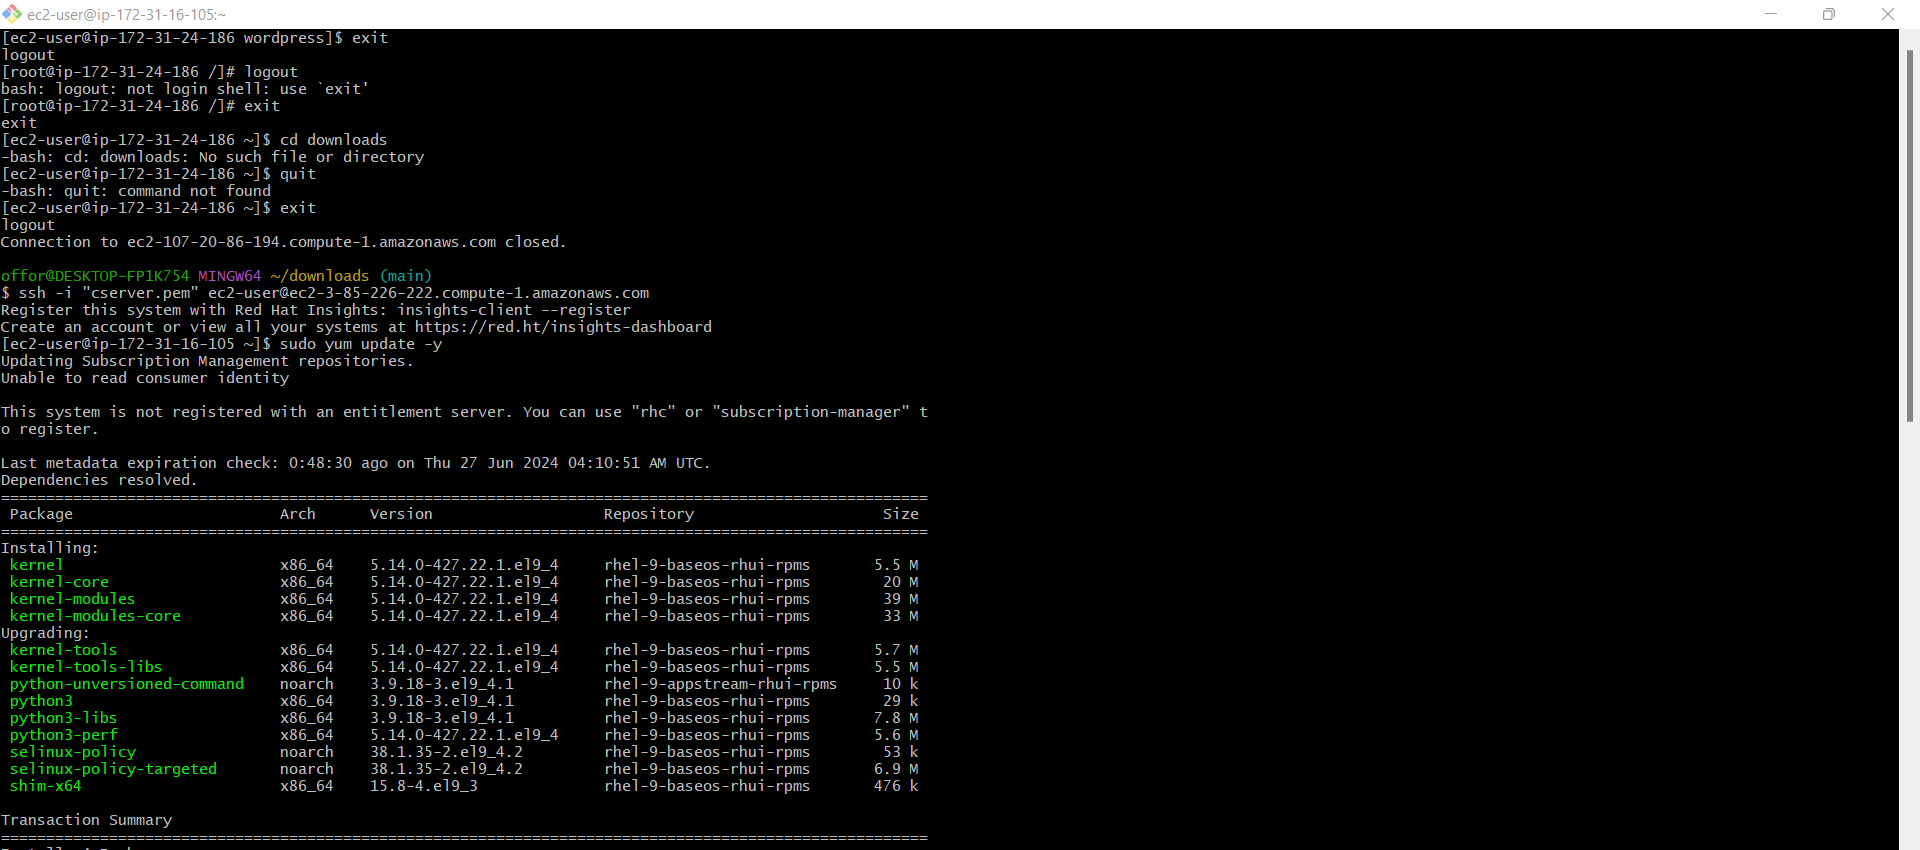 ec2-user@ip-172-31-16-105:~
[ec2-user@ip-172-31-24-186 wordpress]$ exit
logout
[root@ip-172-31-24-186 /]# logout
bash: logout: not login shell: use `exit'
[root@ip-172-31-24-186 /]# exit
exit
[ec2-user@ip-172-31-24-186 ~]$ cd downloads
-bash: cd: downloads: No such file or directory
[ec2-user@ip-172-31-24-186 ~]$ quit
-bash: quit: command not found
[ec2-user@ip-172-31-24-186 ~]$ exit
logout
Connection to ec2-107-20-86-194.compute-1.amazonaws.com closed.
offor@DESKTOP-FP1K754 MINGW64 ~/downloads (main)
$ ssh -i "cserver.pem" ec2-user@ec2-3-85-226-222.compute-1.amazonaws.com
Register this system with Red Hat Insights: insights-client --register
Create an account or view all your systems at https://red.ht/insights-dashboard
[ec2-user@ip-172-31-16-105 ~]$ sudo yum update -y
Updating Subscription Management repositories.
Unable to read consumer identity
This system is not registered with an entitlement server. You can use "rhc" or "subscription-manager" t
o register.
Last metadata expiration check: 0:48:30 ago on Thu 27 Jun 2024 04:10:51 AM UTC.
Dependencies resolved.
Package Arch Version Repository Size
Installing:
kernel x86_64 5.14.0-427.22.1.el9_4 rhel-9-baseos-rhui-rpms 5.5 M
kernel-core x86_64 5.14.0-427.22.1.el9_4 rhel-9-baseos-rhui-rpms 20 M
kernel-modules x86_64 5.14.0-427.22.1.el9_4 rhel-9-baseos-rhui-rpms 39 M
kernel-modules-core x86_64 5.14.0-427.22.1.el9_4 rhel-9-baseos-rhui-rpms 33 M
Upgrading:
kernel-tools x86_64 5.14.0-427.22.1.el9_4 rhel-9-baseos-rhui-rpms 5.7 M
kernel-tools-libs x86_64 5.14.0-427.22.1.el9_4 rhel-9-baseos-rhui-rpms 5.5 M
python-unversioned-command noarch 3.9.18-3.el9_4.1 rhel-9-appstream-rhui-rpms 10 k
python3 x86_64 3.9.18-3.el9_4.1 rhel-9-baseos-rhui-rpms 29 k
python3-libs x86_64 3.9.18-3.el9_4.1 rhel-9-baseos-rhui-rpms 7.8 M
python3-perf x86_64 5.14.0-427.22.1.el9_4 rhel-9-baseos-rhui-rpms 5.6 M
selinux-policy noarch 38.1.35-2.el9_4.2 rhel-9-baseos-rhui-rpms 53 k
selinux-policy-targeted noarch 38.1.35-2.el9_4.2 rhel-9-baseos-rhui-rpms 6.9 M
shim-x64 x86_64 15.8-4.el9_3 rhel-9-baseos-rhui-rpms 476 k
Transaction Summary